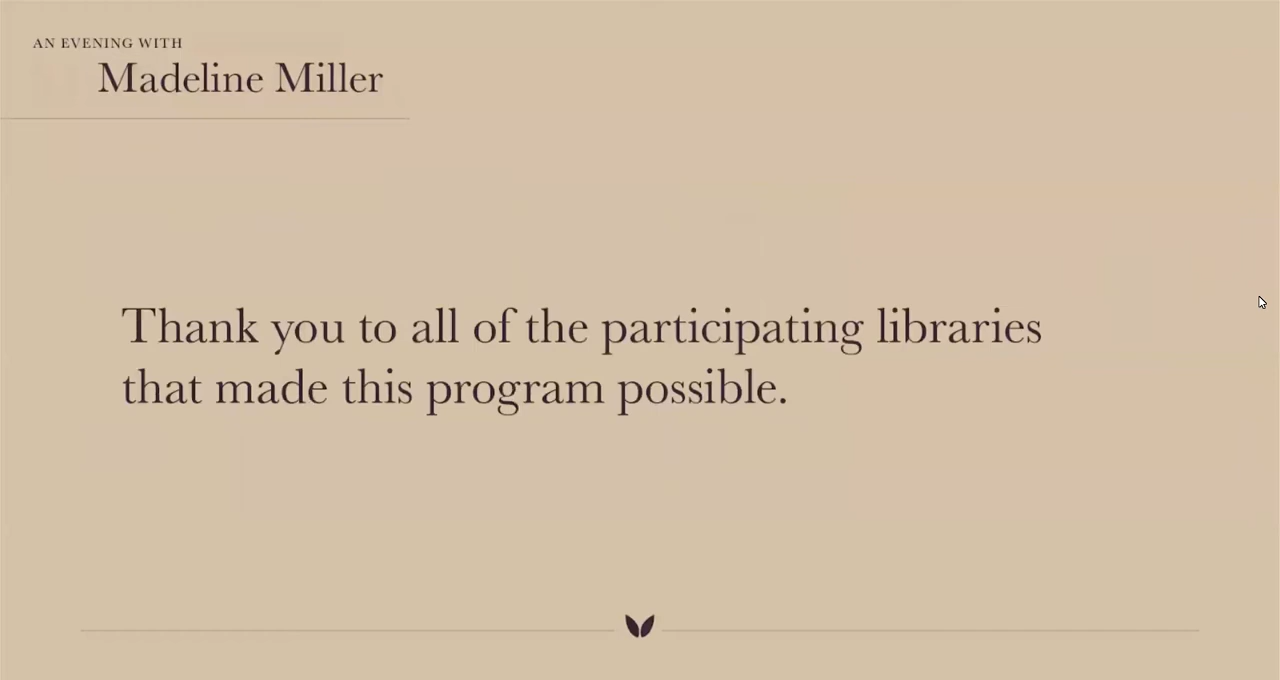 AN EVENING WITH
Madeline Miller
Thank you to all of the participating libraries
that made this program possible.